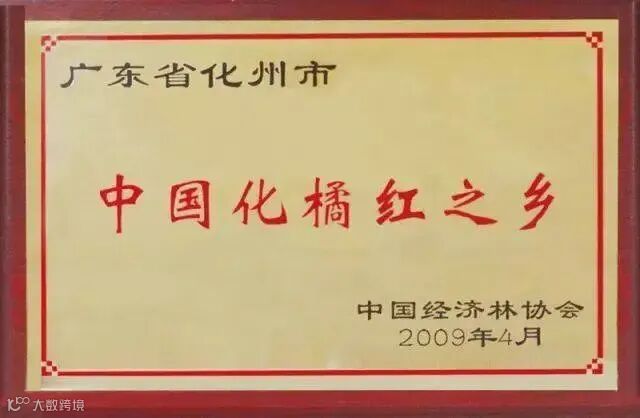 广东省化州市
中国化橘红之乡
中国经济林协会
2009年4月
大数跨境